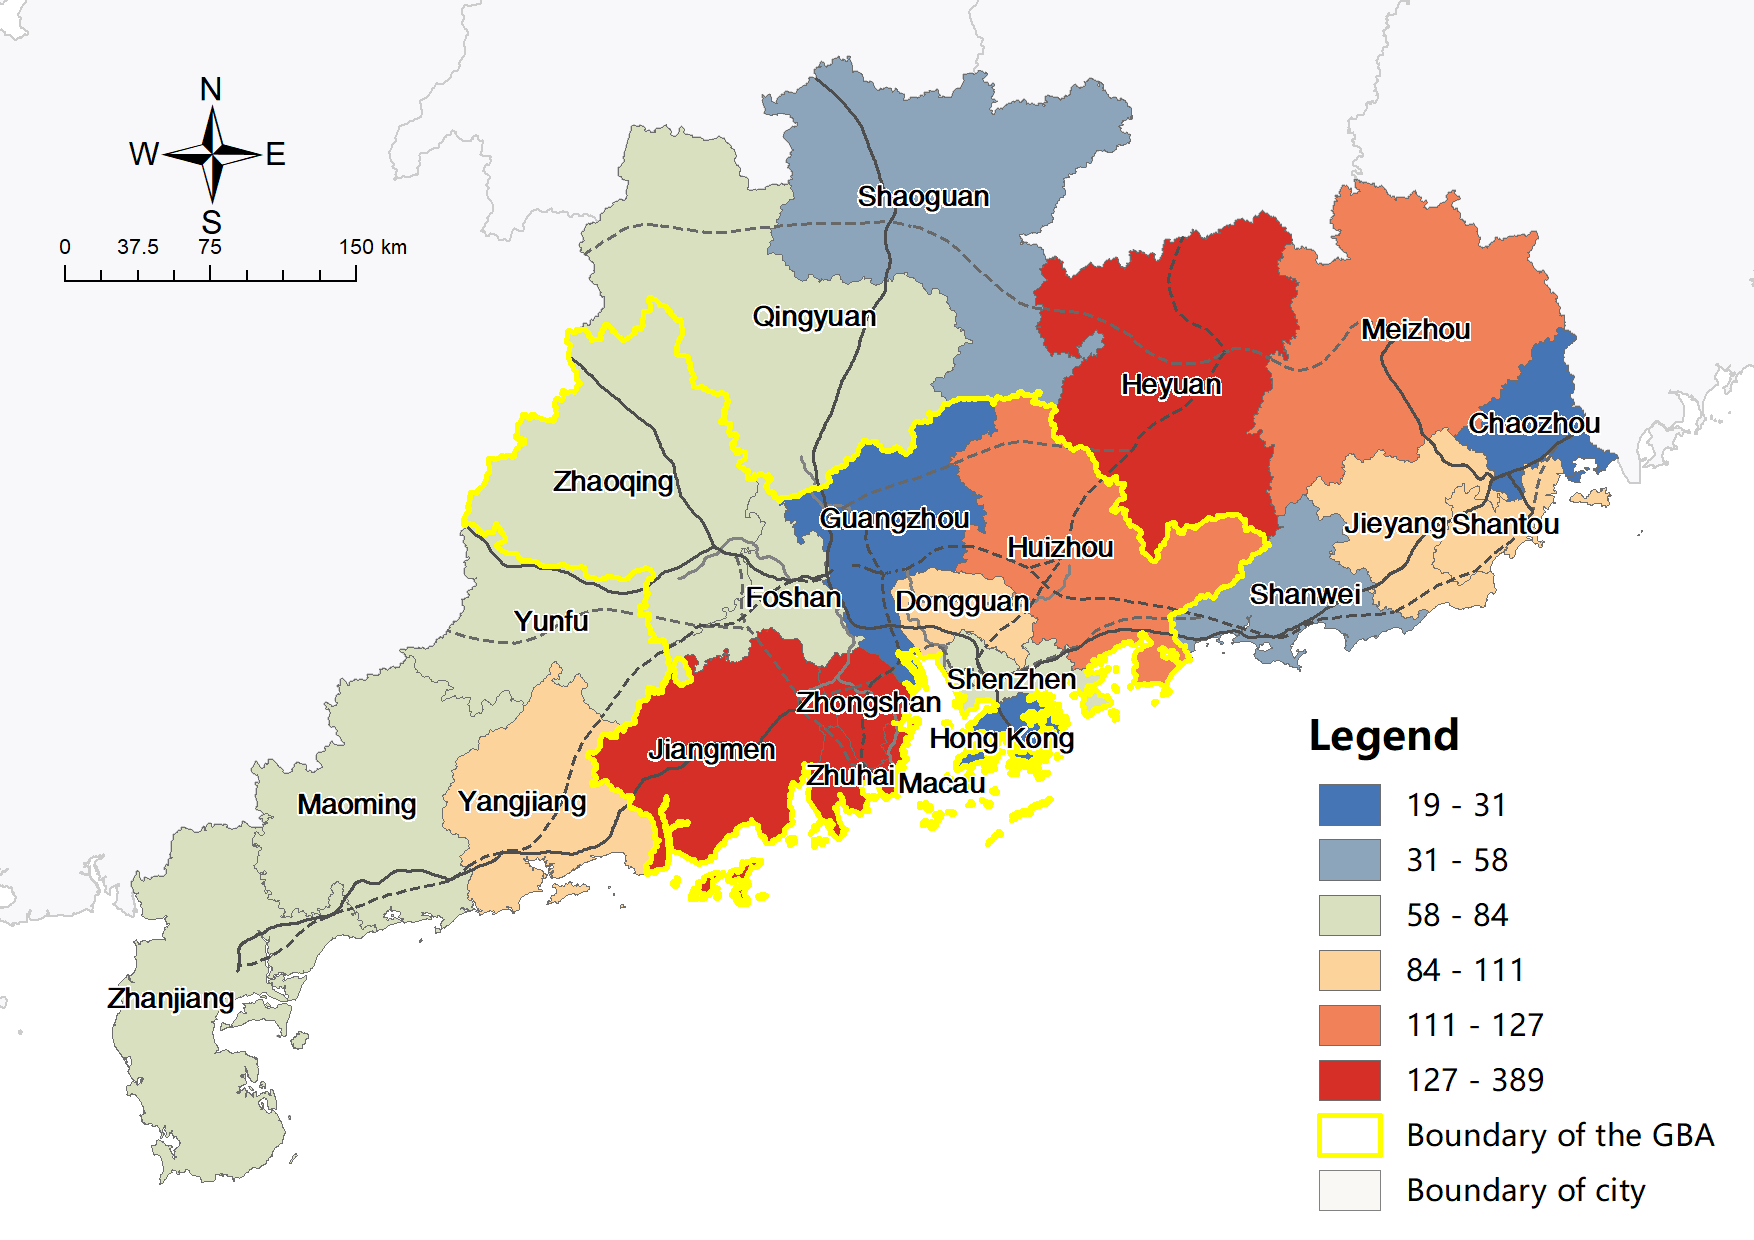 N
W
E
S
0 37.5 75 150 km
Shaoguan
Qingyuan
Meizhou
Heyuan
Chaozhou
Zhaoqing
Guangzhou
Jieyang
Shantou
Huizhou
Foshan
Dongguan
Shanwei
Yunfu
Shenzhen
Zhongshan
Hong Kong
Jiangmen
Zhuhai
Macau
Maoming
Yangjiang
Zhanjiang
Legend
19 - 31
31 - 58
58 - 84
84 - 111
111 - 127
127 - 389
Boundary of the GBA
Boundary of city